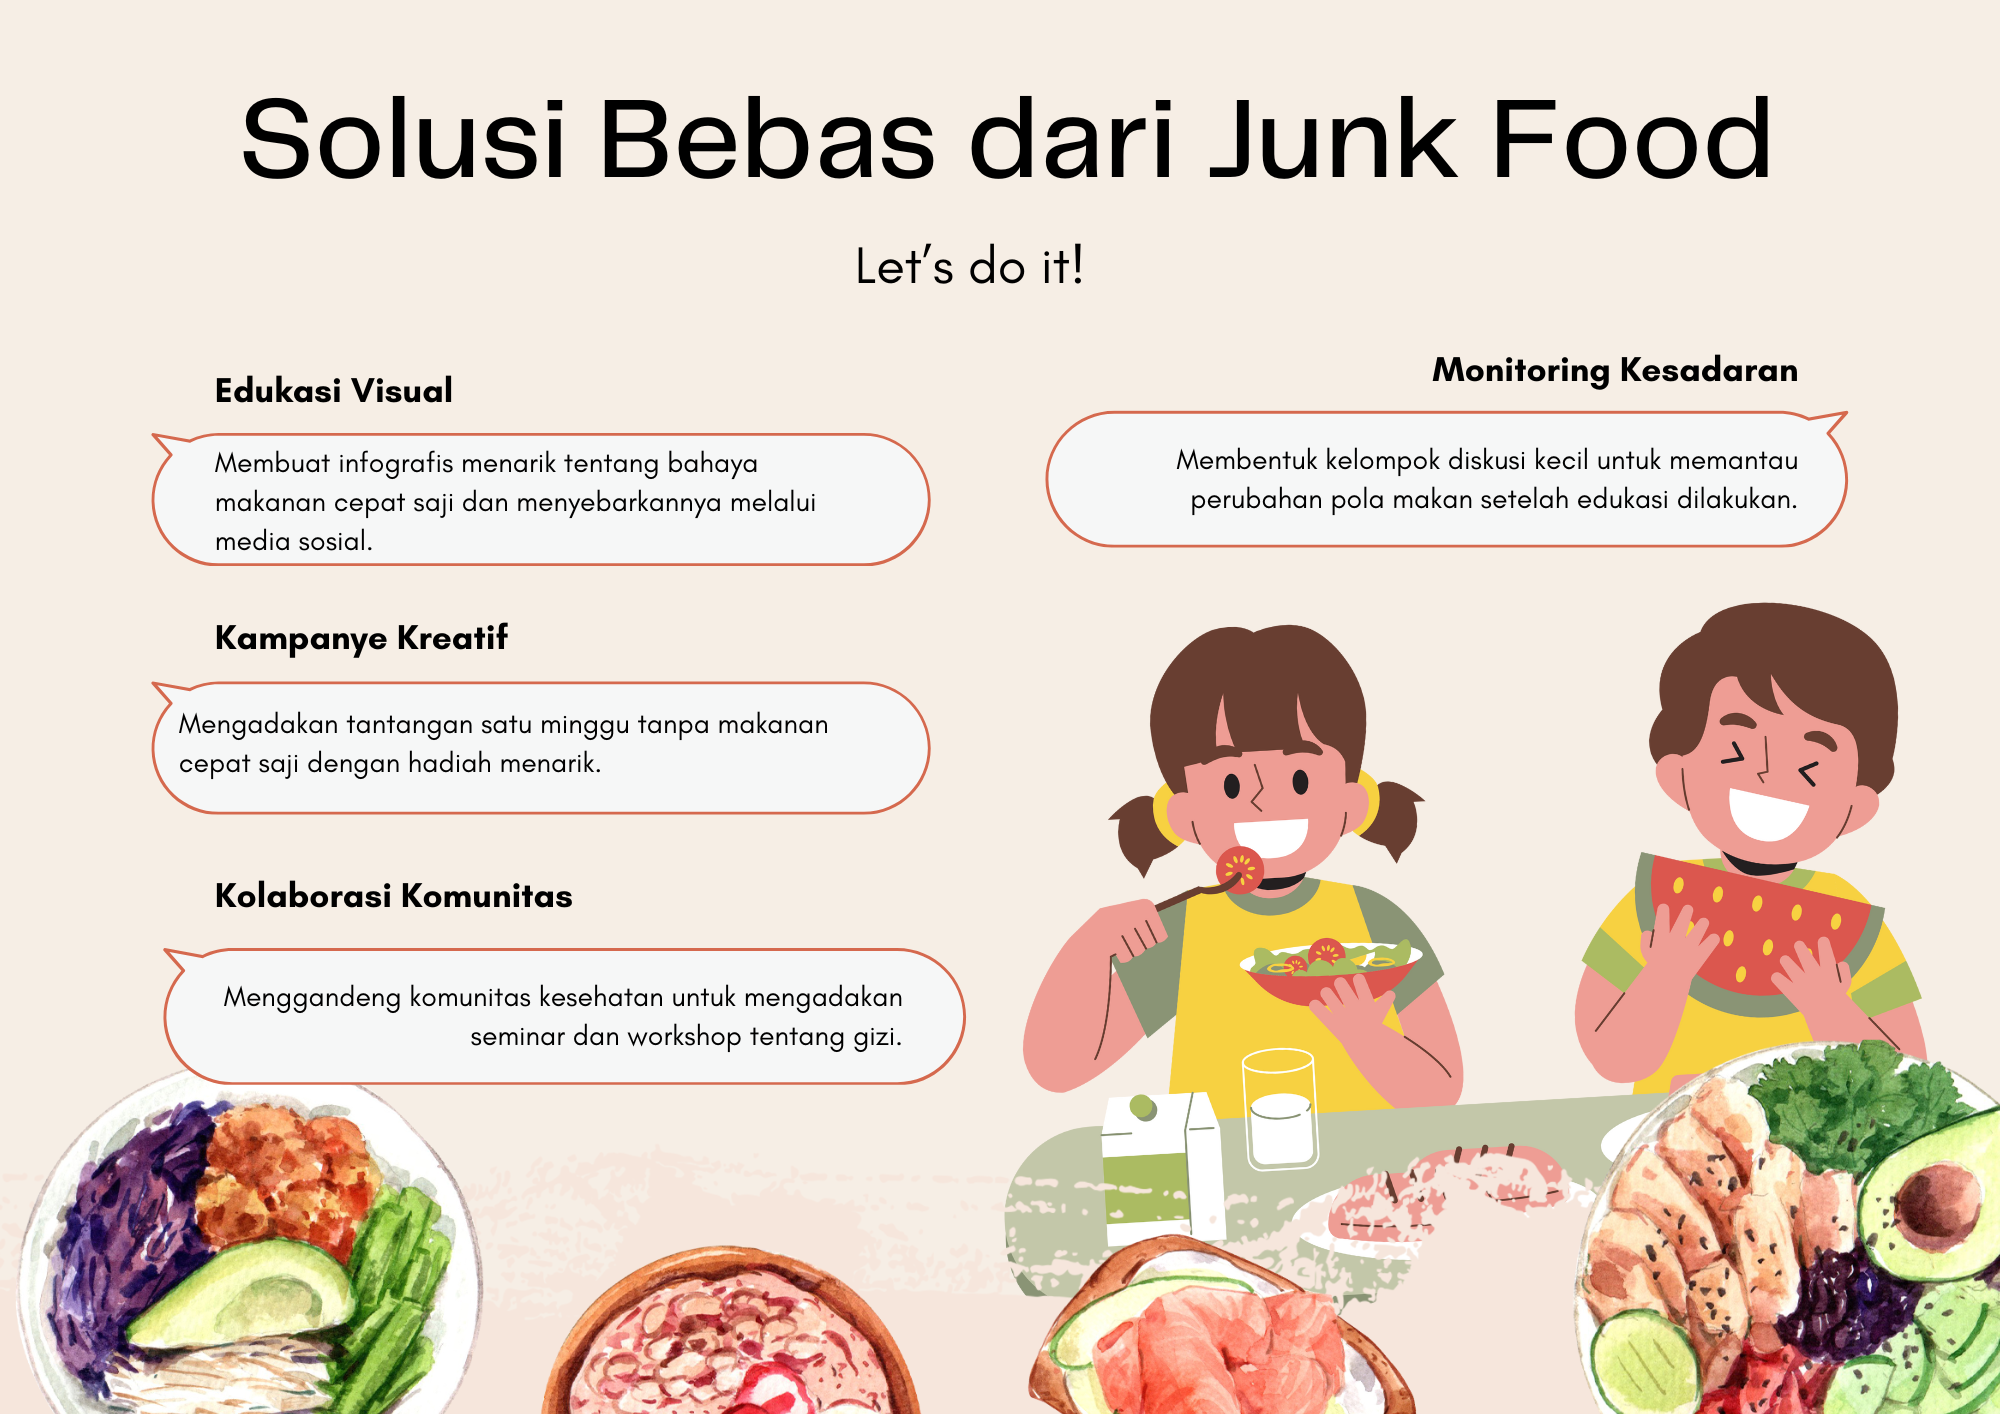 Solusi Bebas dari Junk Food
Let's do it!
Edukasi Visual
Membuat infografis menarik tentang bahaya
makanan cepat saji dan menyebarkannya melalui
media sosial.
Kampanye Kreatif
Mengadakan tantangan satu minggu tanpa makanan
cepat saji dengan hadiah menarik.
Kolaborasi Komunitas
Menggandeng komunitas kesehatan untuk mengadakan
seminar dan workshop tentang gizi.
Monitoring Kesadaran
Membentuk kelompok diskusi kecil untuk memantau
perubahan pola makan setelah edukasi dilakukan.